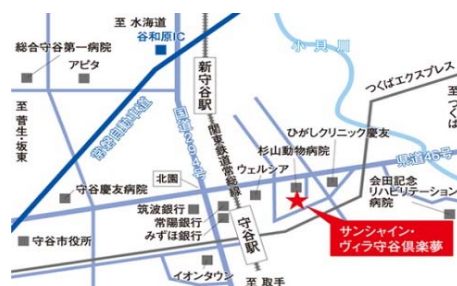 至 水海道
谷和原IC
小貝川
総合守谷第一病院
アピタ
新守谷駅
つくばエクスプレス
至 菅生・坂東
常磐自動車道
国道294号
関東鉄道常総線
ひがしクリニック慶友
杉山動物病院
県道46号
至 つ
ウェルシア
北園
守谷慶友病院
筑波銀行
常陽銀行
みずほ銀行
会田記念
リハビリテーション
病院
守谷駅
サンシャイン・
ヴィラ守谷倶楽夢
守谷市役所
イオンタウン
至 取手